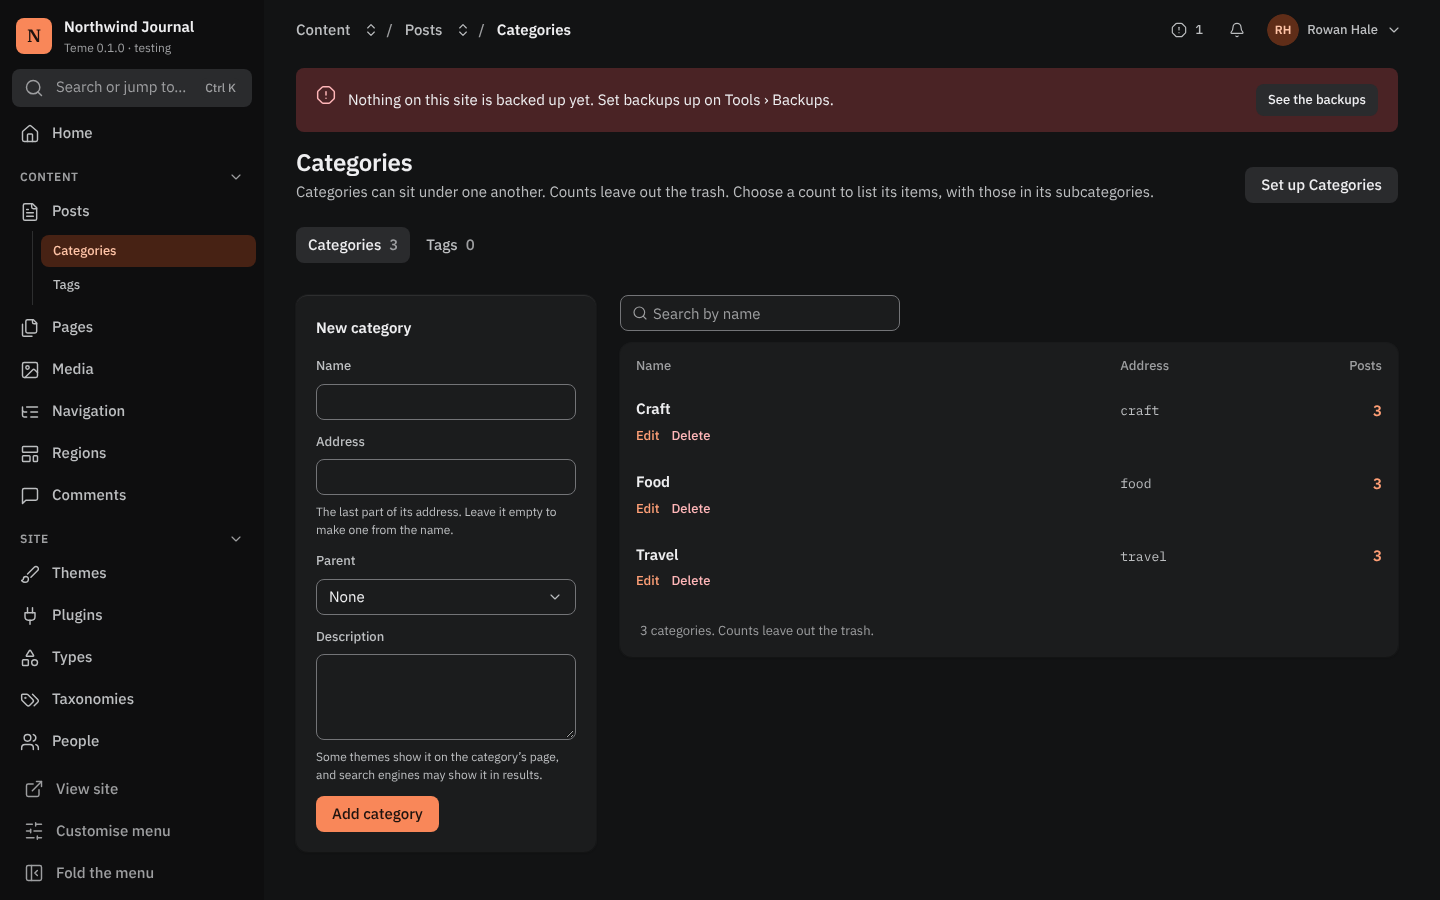 N
Northwind Journal
Teme 0.1.0 · testing
Search or jump to... Ctrl K
Home
CONTENT
Posts
Categories
Tags
Pages
Media
Navigation
Regions
Comments
SITE
Themes
Plugins
Types
Taxonomies
People
View site
Customise menu
Fold the menu
Content / Posts / Categories
1
RH Rowan Hale
Nothing on this site is backed up yet. Set backups up on Tools › Backups.
See the backups
Categories
Categories can sit under one another. Counts leave out the trash. Choose a count to list its items, with those in its subcategories.
Set up Categories
Categories 3 Tags 0
New category
Name
Address
The last part of its address. Leave it empty to
make one from the name.
Parent
None
Description
Some themes show it on the category’s page,
and search engines may show it in results.
Add category
Search by name
Name Address Posts
Craft craft 3
Edit Delete
Food food 3
Edit Delete
Travel travel 3
Edit Delete
3 categories. Counts leave out the trash.